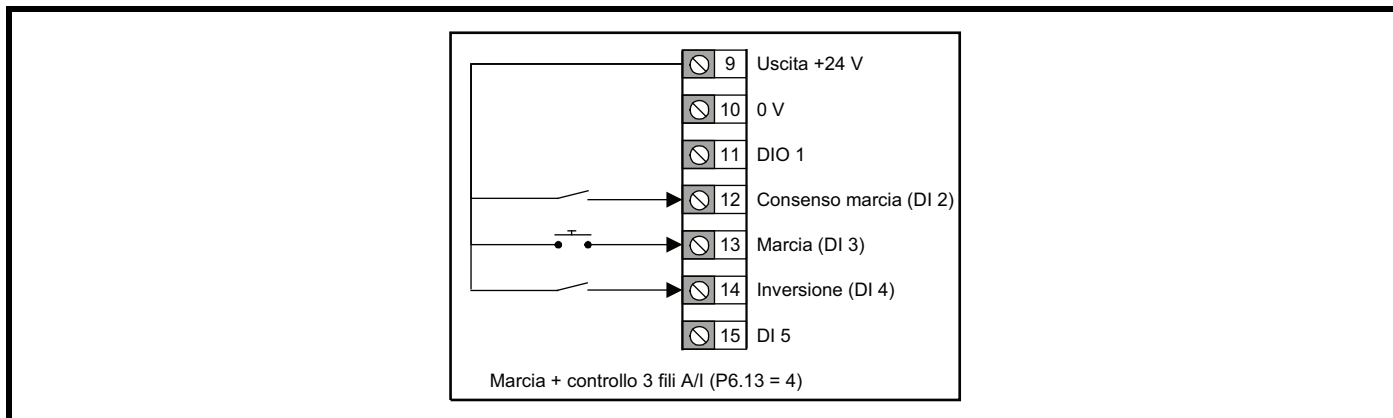 9 Uscita +24 V
10 0 V
11 DIO 1
12 Consenso marcia (DI 2)
13 Marcia (DI 3)
14 Inversione (DI 4)
15 DI 5
Marcia + controllo 3 fili A/I (P6.13 = 4)